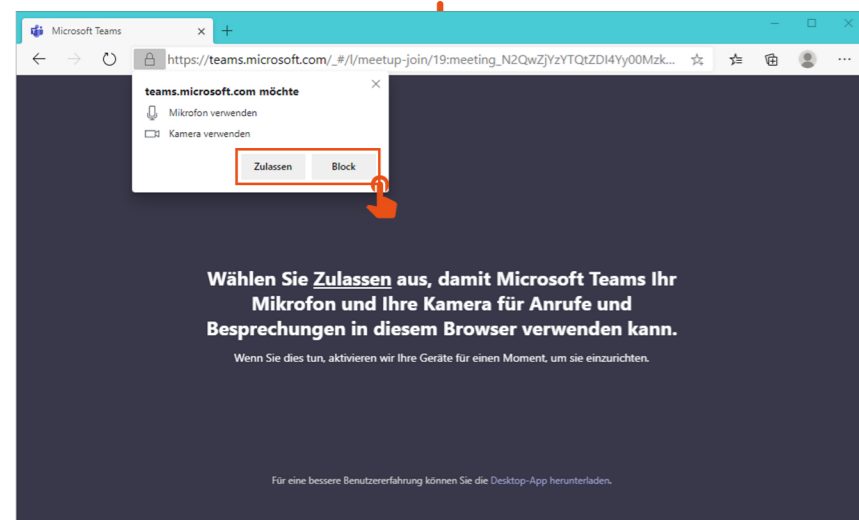 Microsoft Teams
https://teams.microsoft.com/_#/l/meetup-join/19:meeting_N2QwZjYzYTQtZDI4Yy00Mzk...
teams.microsoft.com möchte
Mikrofon verwenden
Kamera verwenden
Zulassen Block
Wählen Sie Zulassen aus, damit Microsoft Teams Ihr
Mikrofon und Ihre Kamera für Anrufe und
Besprechungen in diesem Browser verwenden kann.
Wenn Sie dies tun, aktivieren wir Ihre Geräte für einen Moment, um sie einzurichten.
Für eine bessere Benutzererfahrung können Sie die Desktop-App herunterladen.